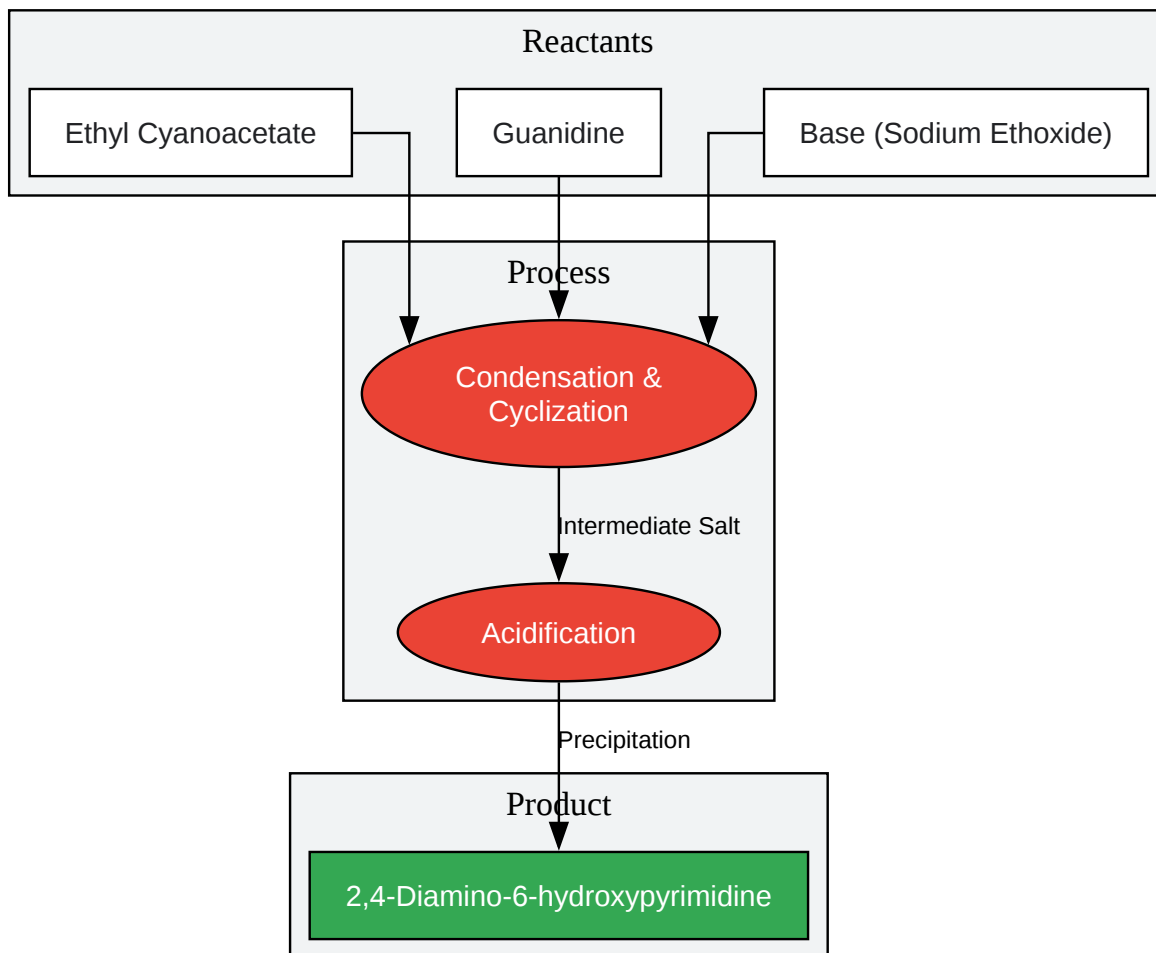 Reactants
Ethyl Cyanoacetate
Guanidine
Base (Sodium Ethoxide)
Process
Condensation &
Cyclization
Intermediate Salt
Acidification
Precipitation
Product
2,4-Diamino-6-hydroxypyrimidine